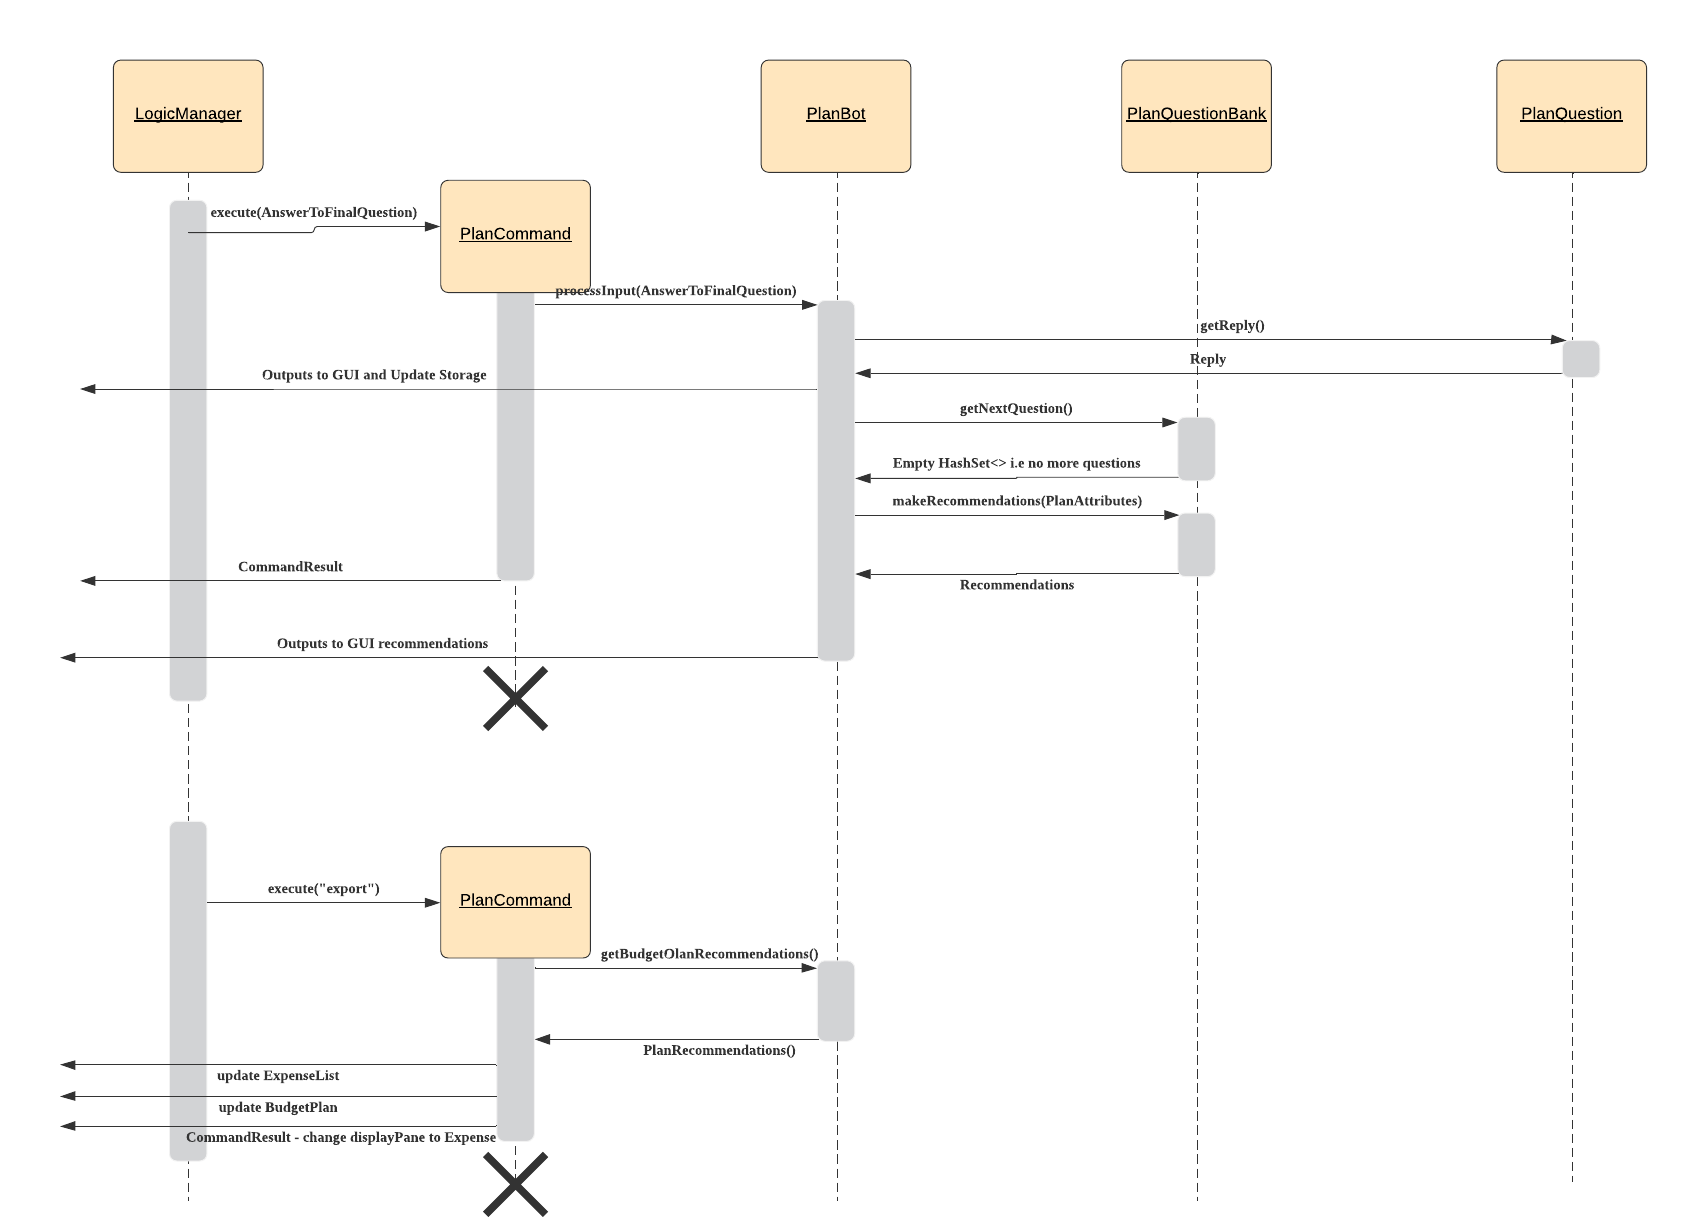 LogicManager
PlanBot
PlanQuestionBank
PlanQuestion
execute(AnswerToFinalQuestion)
PlanCommand
processInput(AnswerToFinalQuestion)
getReply()
Reply
Outputs to GUI and Update Storage
getNextQuestion()
Empty HashSet<> i.e no more questions
makeRecommendations(PlanAttributes)
CommandResult
Recommendations
Outputs to GUI recommendations
execute("export")
PlanCommand
getBudgetOlanRecommendations()
PlanRecommendations()
update ExpenseList
update BudgetPlan
CommandResult - change displayPane to Expense